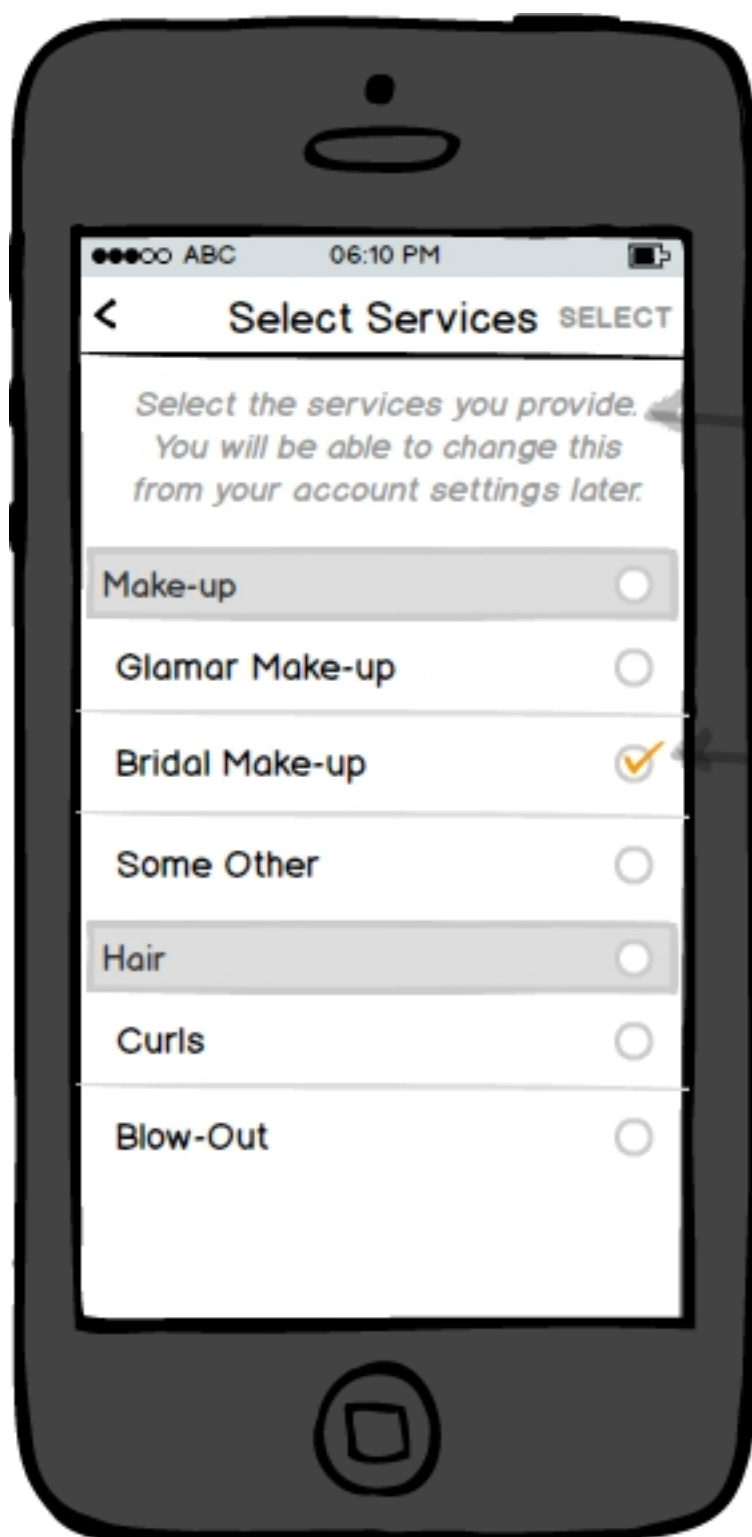 ABC 06:10 PM
< Select Services SELECT
Select the services you provide.
You will be able to change this
from your account settings later.
Make-up
Glamar Make-up
Bridal Make-up
Some Other
Hair
Curls
Blow-Out